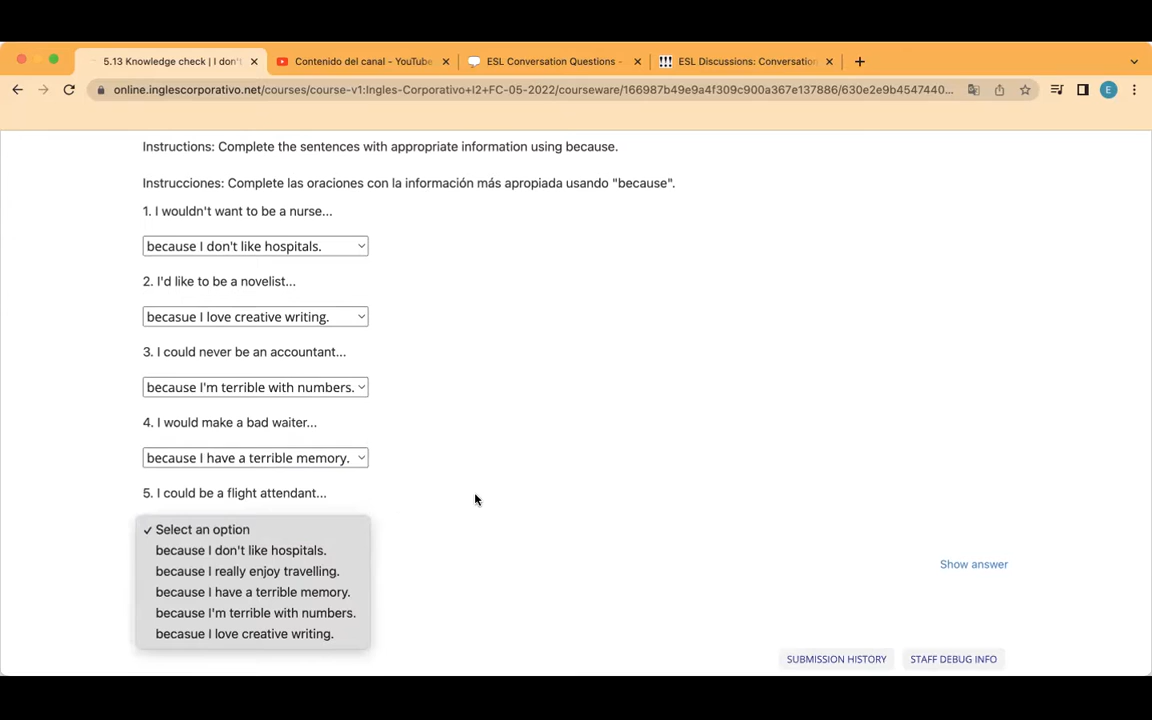 5.13 Knowledge check | I don't
Contenido del canal - YouTube
ESL Conversation Questions -
ESL Discussions: Conversation
online.inglescorporativo.net/courses/course-v1:Ingles-Corporativo+I2+FC-05-2022/courseware/166987b49e9a4f309c900a367e137886/630e2e9b4547440...
E
Instructions: Complete the sentences with appropriate information using because.
Instrucciones: Complete las oraciones con la información más apropiada usando "because".
1. I wouldn't want to be a nurse...
because I don't like hospitals.
2. I'd like to be a novelist...
becasue I love creative writing.
3. I could never be an accountant...
because I'm terrible with numbers.
4. I would make a bad waiter...
because I have a terrible memory.
5. I could be a flight attendant...
✓ Select an option
because I don't like hospitals.
because I really enjoy travelling.
because I have a terrible memory.
because I'm terrible with numbers.
becasue I love creative writing.
Show answer
SUBMISSION HISTORY
STAFF DEBUG INFO